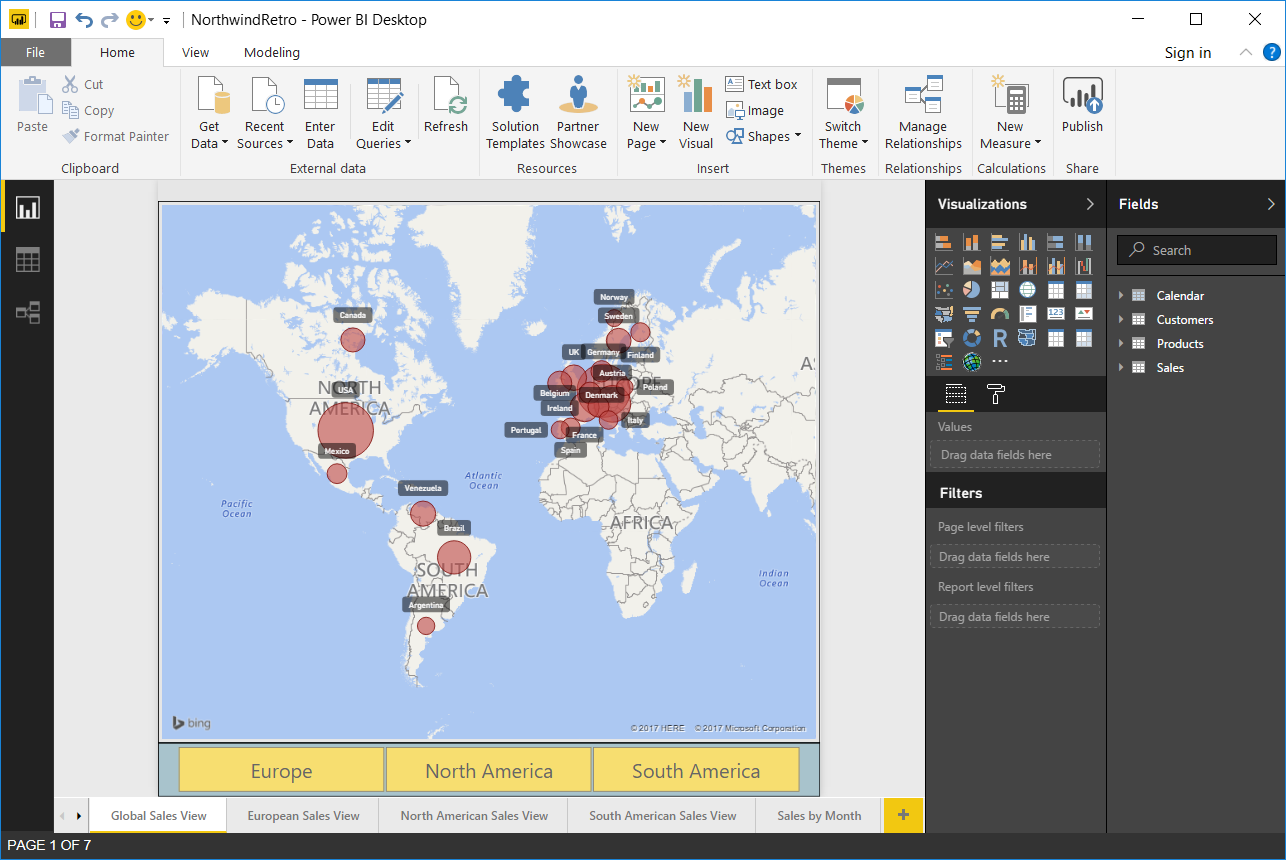 NorthwindRetro - Power BI Desktop
File
Home
View
Modeling
Sign in
?
Paste
Cut
Copy
Format Painter
Clipboard
Get
Data
Recent
Sources
Enter
Data
Edit
Queries
Refresh
External data
Solution
Templates
Partner
Showcase
Resources
New
Page
New
Visual
Text box
Image
Shapes
Insert
Switch
Theme
Themes
Manage
Relationships
Relationships
New
Measure
Calculations
Publish
Share
Norway
Canada
Sweden
UK
Germany
Finland
Austria
NORTH
AMERICA
USA
Poland
Belgium
Denmark
Ireland
Italy
Portugal
France
Spain
Mexico
Atlantic
Ocean
Venezuela
Pacific
Ocean
Brazil
AFRICA
SOUTH
AMERICA
Indian
Ocean
Argentina
bing
© 2017 HERE © 2017 Microsoft Corporation
Europe
North America
South America
Global Sales View
European Sales View
North American Sales View
South American Sales View
Sales by Month
+
PAGE 1 OF 7
Visualizations
123
R
Values
Drag data fields here
Filters
Page level filters
Drag data fields here
Report level filters
Drag data fields here
Fields
Search
Calendar
Customers
Products
Sales